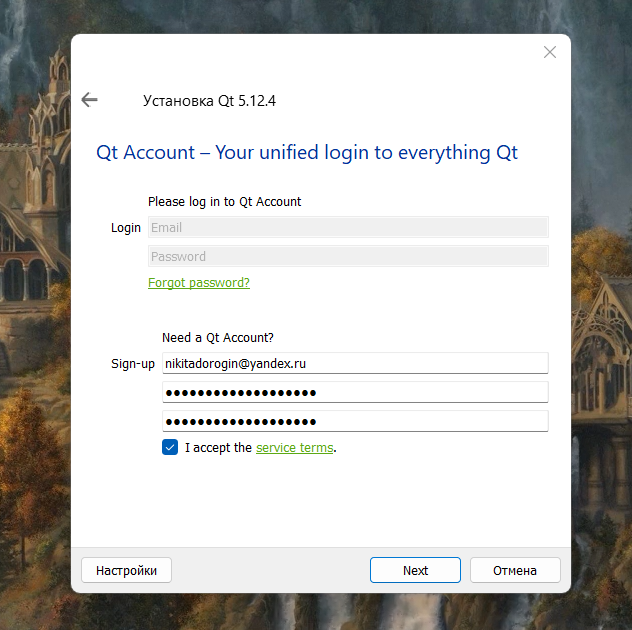 Установка Qt 5.12.4
Qt Account – Your unified login to everything Qt
Please log in to Qt Account
Login Email
Password
Forgot password?
Need a Qt Account?
Sign-up nikitadorogin@yandex.ru
●●●●●●●●●●●●●●●●●●●
●●●●●●●●●●●●●●●●●●●
I accept the service terms.
Настройки Next Отмена